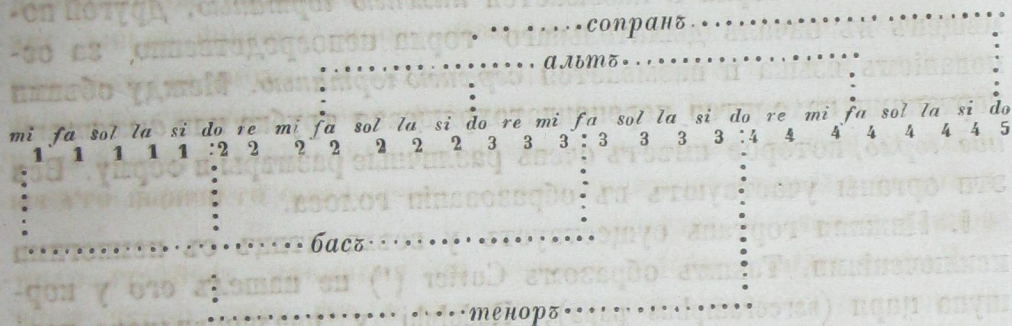 сопранъ
альтъ
mi fa sol la si do re mi fa sol la si do re mi fa sol la si do re mi fa sol la si do
1 1 1 1 1 2 2 2 2 2 2 2 3 3 3 3 3 3 3 4 4 4 4 4 4 4 5
басъ
теноръ